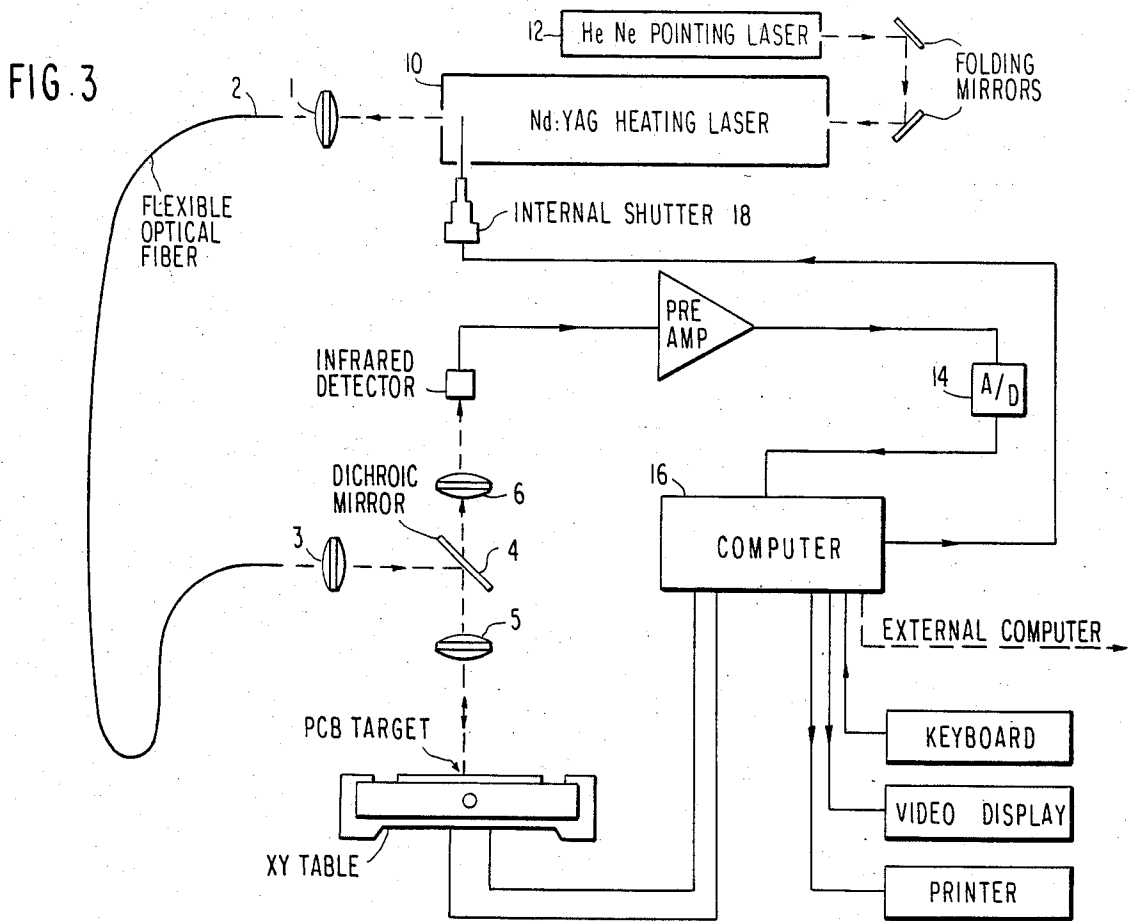 FIG. 3
12
He Ne POINTING LASER
FOLDING
MIRRORS
10
Nd:YAG HEATING LASER
2
1
FLEXIBLE
OPTICAL
FIBER
INTERNAL SHUTTER 18
PRE
AMP
INFRARED
DETECTOR
14
A/D
DICHROIC
MIRROR
6
16
COMPUTER
3
4
5
EXTERNAL COMPUTER
PCB TARGET
KEYBOARD
VIDEO DISPLAY
XY TABLE
PRINTER